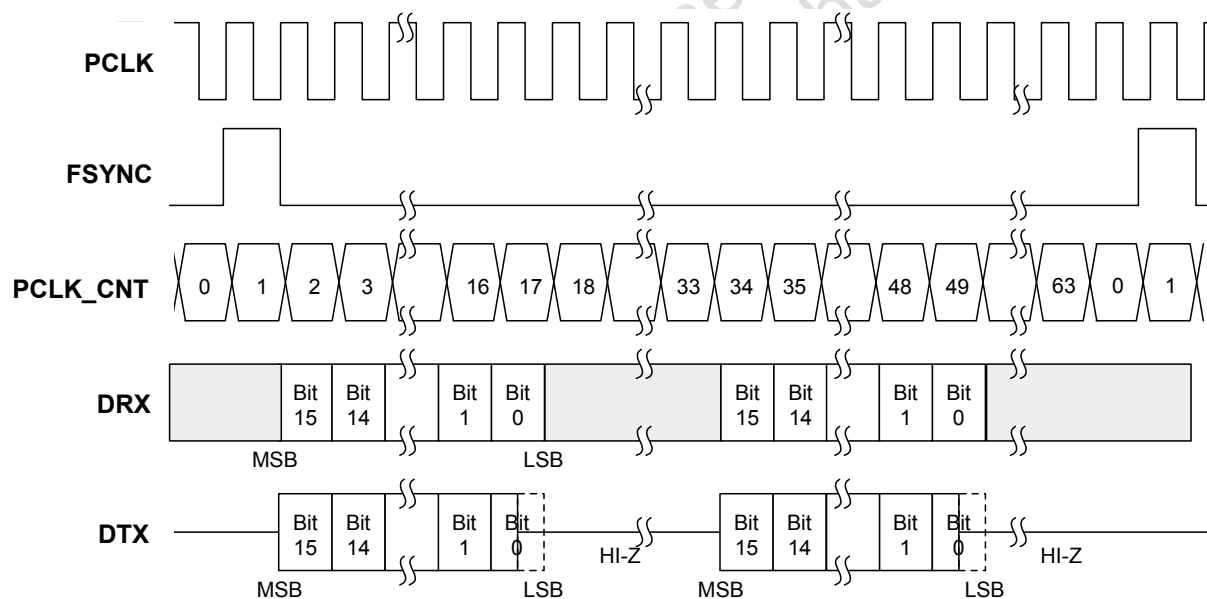 PCLK
FSYNC
PCLK_CNT
0 1 2 3 16 17 18 33 34 35 48 49 63 0 1
DRX
Bit Bit Bit Bit Bit Bit Bit Bit
15 14 1 0 15 14 1 0
MSB LSB
DTX
Bit Bit Bit Bit Bit Bit Bit Bit
15 14 1 0 15 14 1 0
HI-Z HI-Z
MSB LSB MSB LSB